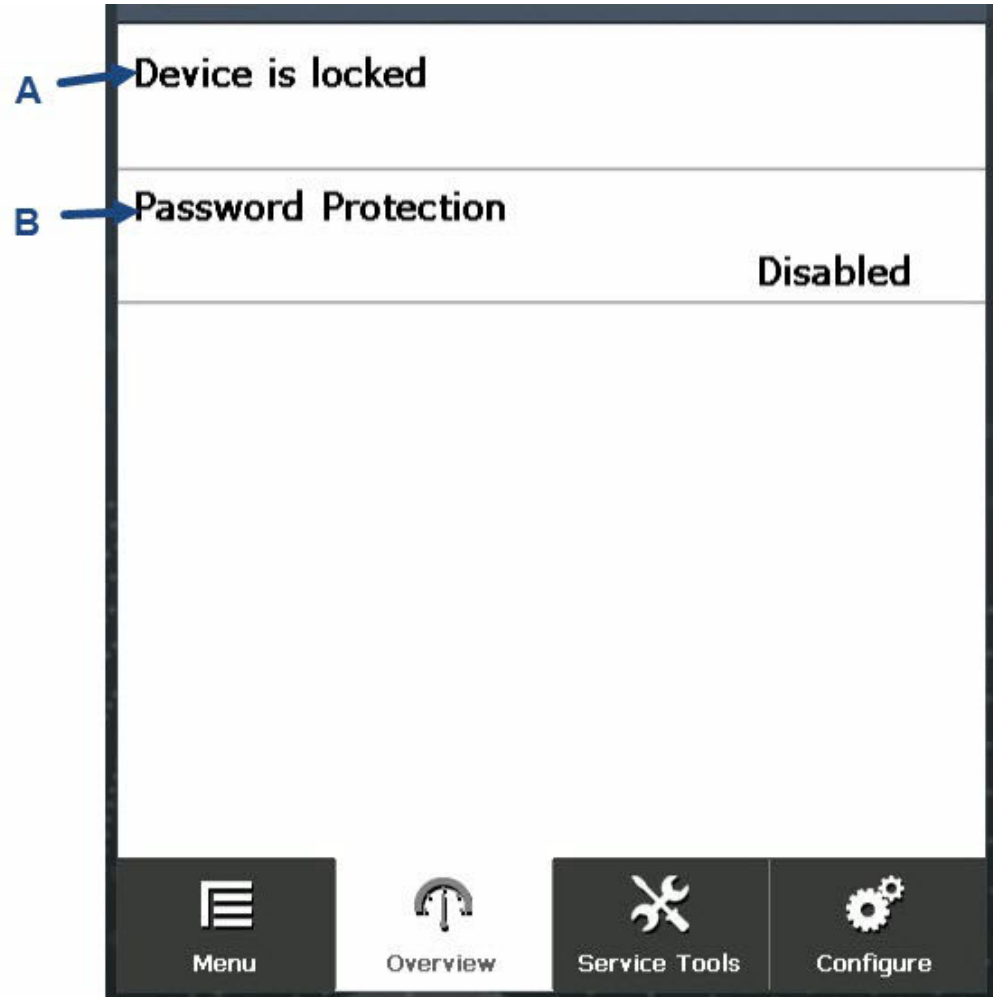 A
Device is locked
B
Password Protection
Disabled
Menu
Overview
Service Tools
Configure